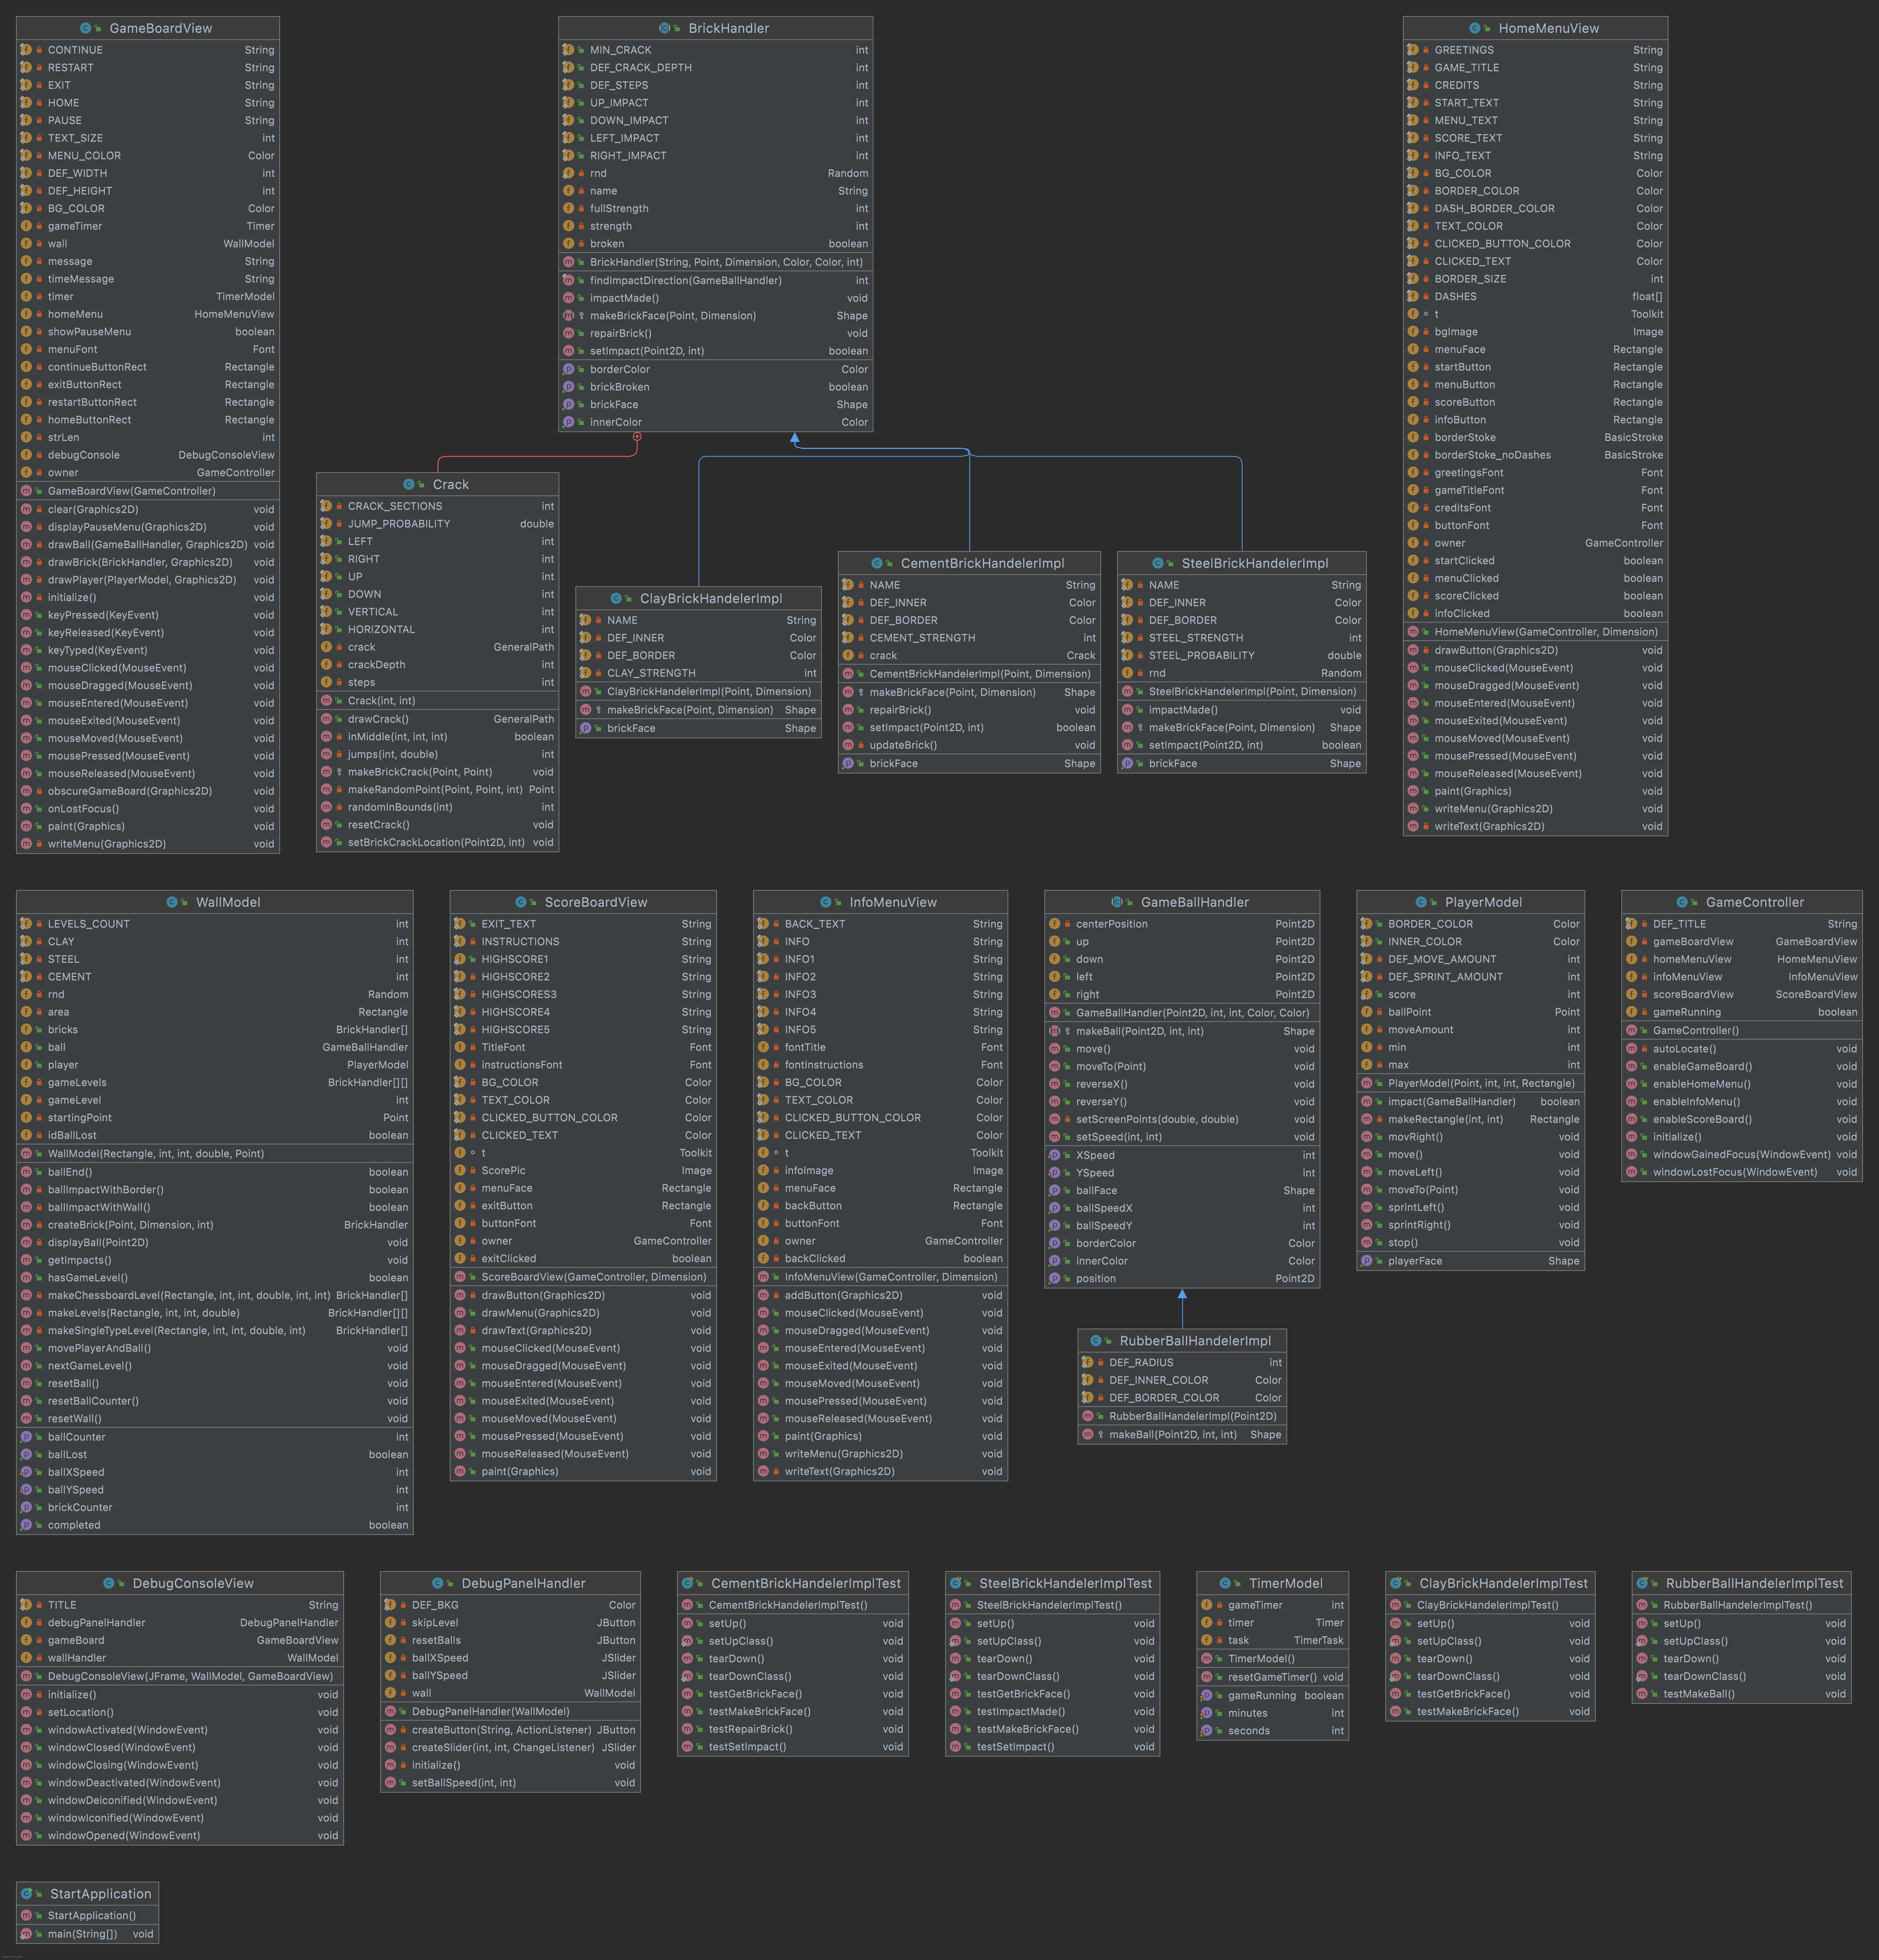 GameBoardView
CONTINUE String
RESTART String
EXIT String
HOME String
PAUSE String
TEXT_SIZE int
MENU_COLOR Color
DEF_WIDTH int
DEF_HEIGHT int
BG_COLOR Color
gameTimer Timer
wall WallModel
message String
timeMessage String
timer TimerModel
homeMenu HomeMenuView
showPauseMenu boolean
menuFont Font
continueButtonRect Rectangle
exitButtonRect Rectangle
restartButtonRect Rectangle
homeButtonRect Rectangle
strLen int
debugConsole DebugConsoleView
owner GameController
GameBoardView(GameController)
clear(Graphics2D) void
displayPauseMenu(Graphics2D) void
drawBall(GameBallHandler, Graphics2D) void
drawBrick(BrickHandler, Graphics2D) void
drawPlayer(PlayerModel, Graphics2D) void
initialize() void
keyPressed(KeyEvent) void
keyReleased(KeyEvent) void
keyTyped(KeyEvent) void
mouseClicked(MouseEvent) void
mouseDragged(MouseEvent) void
mouseEntered(MouseEvent) void
mouseExited(MouseEvent) void
mouseMoved(MouseEvent) void
mousePressed(MouseEvent) void
mouseReleased(MouseEvent) void
obscureGameBoard(Graphics2D) void
onLostFocus() void
paint(Graphics) void
writeMenu(Graphics2D) void
BrickHandler
MIN_CRACK int
DEF_CRACK_DEPTH int
DEF_STEPS int
UP_IMPACT int
DOWN_IMPACT int
LEFT_IMPACT int
RIGHT_IMPACT int
rnd Random
name String
fullStrength int
strength int
broken boolean
BrickHandler(String, Point, Dimension, Color, Color, int)
findImpactDirection(GameBallHandler) int
impactMade() void
makeBrickFace(Point, Dimension) Shape
repairBrick() void
setImpact(Point2D, int) boolean
borderColor Color
brickBroken boolean
brickFace Shape
innerColor Color
HomeMenuView
GREETINGS String
GAME_TITLE String
CREDITS String
START_TEXT String
MENU_TEXT String
SCORE_TEXT String
INFO_TEXT String
BG_COLOR Color
BORDER_COLOR Color
DASH_BORDER_COLOR Color
TEXT_COLOR Color
CLICKED_BUTTON_COLOR Color
CLICKED_TEXT Color
BORDER_SIZE int
DASHES float[]
t Toolkit
bgImage Image
menuFace Rectangle
startButton Rectangle
menuButton Rectangle
scoreButton Rectangle
infoButton Rectangle
borderStoke BasicStroke
borderStoke_noDashes BasicStroke
greetingsFont Font
gameTitleFont Font
creditsFont Font
buttonFont Font
owner GameController
startClicked boolean
menuClicked boolean
scoreClicked boolean
infoClicked boolean
HomeMenuView(GameController, Dimension)
drawButton(Graphics2D) void
mouseClicked(MouseEvent) void
mouseDragged(MouseEvent) void
mouseEntered(MouseEvent) void
mouseExited(MouseEvent) void
mouseMoved(MouseEvent) void
mousePressed(MouseEvent) void
mouseReleased(MouseEvent) void
paint(Graphics) void
writeMenu(Graphics2D) void
writeText(Graphics2D) void
Crack
CRACK_SECTIONS int
JUMP_PROBABILITY double
LEFT int
RIGHT int
UP int
DOWN int
VERTICAL int
HORIZONTAL int
crack GeneralPath
crackDepth int
steps int
Crack(int, int)
drawCrack() GeneralPath
inMiddle(int, int, int) boolean
jumps(int, double) int
makeBrickCrack(Point, Point) void
makeRandomPoint(Point, Point, int) Point
randomInBounds(int) int
resetCrack() void
setBrickCrackLocation(Point2D, int) void
ClayBrickHandelerImpl
NAME String
DEF_INNER Color
DEF_BORDER Color
CLAY_STRENGTH int
ClayBrickHandelerImpl(Point, Dimension)
makeBrickFace(Point, Dimension) Shape
brickFace Shape
CementBrickHandelerImpl
NAME String
DEF_INNER Color
DEF_BORDER Color
CEMENT_STRENGTH int
crack Crack
CementBrickHandelerImpl(Point, Dimension)
makeBrickFace(Point, Dimension) Shape
repairBrick() void
setImpact(Point2D, int) boolean
updateBrick() void
brickFace Shape
SteelBrickHandelerImpl
NAME String
DEF_INNER Color
DEF_BORDER Color
STEEL_STRENGTH int
STEEL_PROBABILITY double
rnd Random
SteelBrickHandelerImpl(Point, Dimension)
impactMade() void
makeBrickFace(Point, Dimension) Shape
setImpact(Point2D, int) boolean
brickFace Shape
WallModel
LEVELS_COUNT int
CLAY int
STEEL int
CEMENT int
rnd Random
area Rectangle
bricks BrickHandler[]
ball GameBallHandler
player PlayerModel
gameLevels BrickHandler[][]
gameLevel int
startingPoint Point
idBallLost boolean
WallModel(Rectangle, int, int, double, Point)
ballEnd() boolean
ballImpactWithBorder() boolean
ballImpactWithWall() boolean
createBrick(Point, Dimension, int) BrickHandler
displayBall(Point2D) void
getImpacts() void
hasGameLevel() boolean
makeChessboardLevel(Rectangle, int, int, double, int, int) BrickHandler[]
makeLevels(Rectangle, int, int, double) BrickHandler[][]
makeSingleTypeLevel(Rectangle, int, int, double, int) BrickHandler[]
movePlayerAndBall() void
nextGameLevel() void
resetBall() void
resetBallCounter() void
resetWall() void
ballCounter int
ballLost boolean
ballXSpeed int
ballYSpeed int
brickCounter int
completed boolean
ScoreBoardView
EXIT_TEXT String
INSTRUCTIONS String
HIGHSCORE1 String
HIGHSCORE2 String
HIGHSCORES3 String
HIGHSCORE4 String
HIGHSCORE5 String
TitleFont Font
instructionsFont Font
BG_COLOR Color
TEXT_COLOR Color
CLICKED_BUTTON_COLOR Color
CLICKED_TEXT Color
t Toolkit
ScorePic Image
menuFace Rectangle
exitButton Rectangle
buttonFont Font
owner GameController
exitClicked boolean
ScoreBoardView(GameController, Dimension)
drawButton(Graphics2D) void
drawMenu(Graphics2D) void
drawText(Graphics2D) void
mouseClicked(MouseEvent) void
mouseDragged(MouseEvent) void
mouseEntered(MouseEvent) void
mouseExited(MouseEvent) void
mouseMoved(MouseEvent) void
mousePressed(MouseEvent) void
mouseReleased(MouseEvent) void
paint(Graphics) void
InfoMenuView
BACK_TEXT String
INFO String
INFO1 String
INFO2 String
INFO3 String
INFO4 String
INFO5 String
fontTitle Font
fontInstructions Font
BG_COLOR Color
TEXT_COLOR Color
CLICKED_BUTTON_COLOR Color
CLICKED_TEXT Color
t Toolkit
infoImage Image
menuFace Rectangle
backButton Rectangle
buttonFont Font
owner GameController
backClicked boolean
InfoMenuView(GameController, Dimension)
addButton(Graphics2D) void
mouseClicked(MouseEvent) void
mouseDragged(MouseEvent) void
mouseEntered(MouseEvent) void
mouseExited(MouseEvent) void
mouseMoved(MouseEvent) void
mousePressed(MouseEvent) void
mouseReleased(MouseEvent) void
paint(Graphics) void
writeMenu(Graphics2D) void
writeText(Graphics2D) void
GameBallHandler
centerPosition Point2D
up Point2D
down Point2D
left Point2D
right Point2D
GameBallHandler(Point2D, int, int, Color, Color)
makeBall(Point2D, int, int) Shape
move() void
moveTo(Point) void
reverseX() void
reverseY() void
setScreenPoints(double, double) void
setSpeed(int, int) void
XSpeed int
YSpeed int
ballFace Shape
ballSpeedX int
ballSpeedY int
borderColor Color
innerColor Color
position Point2D
RubberBallHandelerImpl
DEF_RADIUS int
DEF_INNER_COLOR Color
DEF_BORDER_COLOR Color
RubberBallHandelerImpl(Point2D)
makeBall(Point2D, int, int) Shape
PlayerModel
BORDER_COLOR Color
INNER_COLOR Color
DEF_MOVE_AMOUNT int
DEF_SPRINT_AMOUNT int
score int
ballPoint Point
moveAmount int
min int
max int
PlayerModel(Point, int, int, Rectangle)
impact(GameBallHandler) boolean
makeRectangle(int, int) Rectangle
movRight() void
move() void
moveLeft() void
moveTo(Point) void
sprintLeft() void
sprintRight() void
stop() void
playerFace Shape
GameController
DEF_TITLE String
gameBoardView GameBoardView
homeMenuView HomeMenuView
infoMenuView InfoMenuView
scoreBoardView ScoreBoardView
gameRunning boolean
GameController()
autoLocate() void
enableGameBoard() void
enableHomeMenu() void
enableInfoMenu() void
enableScoreBoard() void
initialize() void
windowGainedFocus(WindowEvent) void
windowLostFocus(WindowEvent) void
DebugConsoleView
TITLE String
debugPanelHandler DebugPanelHandler
gameBoard GameBoardView
wallHandler WallModel
DebugConsoleView(JFrame, WallModel, GameBoardView)
initialize() void
setLocation() void
windowActivated(WindowEvent) void
windowClosed(WindowEvent) void
windowClosing(WindowEvent) void
windowDeactivated(WindowEvent) void
windowDeiconified(WindowEvent) void
windowIconified(WindowEvent) void
windowOpened(WindowEvent) void
DebugPanelHandler
DEF_BKG Color
skipLevel JButton
resetBalls JButton
ballXSpeed JSlider
ballYSpeed JSlider
wall WallModel
DebugPanelHandler(WallModel)
createButton(String, ActionListener) JButton
createSlider(int, int, ChangeListener) JSlider
initialize() void
setBallSpeed(int, int) void
CementBrickHandelerImplTest
CementBrickHandelerImplTest()
setUp() void
setUpClass() void
tearDown() void
tearDownClass() void
testGetBrickFace() void
testMakeBrickFace() void
testRepairBrick() void
testSetImpact() void
SteelBrickHandelerImplTest
SteelBrickHandelerImplTest()
setUp() void
setUpClass() void
tearDown() void
tearDownClass() void
testGetBrickFace() void
testImpactMade() void
testMakeBrickFace() void
testSetImpact() void
TimerModel
gameTimer int
timer Timer
task TimerTask
TimerModel()
resetGameTimer() void
gameRunning boolean
minutes int
seconds int
ClayBrickHandelerImplTest
ClayBrickHandelerImplTest()
setUp() void
setUpClass() void
tearDown() void
tearDownClass() void
testGetBrickFace() void
testMakeBrickFace() void
RubberBallHandelerImplTest
RubberBallHandelerImplTest()
setUp() void
setUpClass() void
tearDown() void
tearDownClass() void
testMakeBall() void
StartApplication
StartApplication()
main(String[]) void